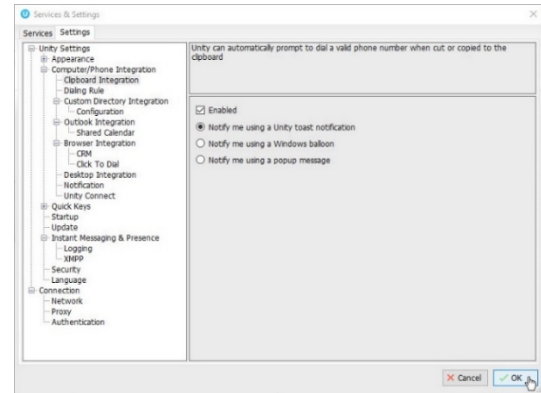 Services & Settings
Services Settings
Unity Settings
Appearance
Computer/Phone Integration
Clipboard Integration
Dialing Rule
Custom Directory Integration
Configuration
Outlook Integration
Shared Calendar
Browser Integration
CRM
Click To Dial
Desktop Integration
Notification
Unity Connect
Quick Keys
Startup
Update
Instant Messaging & Presence
Logging
XMPP
Security
Language
Connection
Network
Proxy
Authentication
Unity can automatically prompt to dial a valid phone number when cut or copied to the
clipboard
Enabled
Notify me using a Unity toast notification
Notify me using a Windows balloon
Notify me using a popup message
Cancel OK